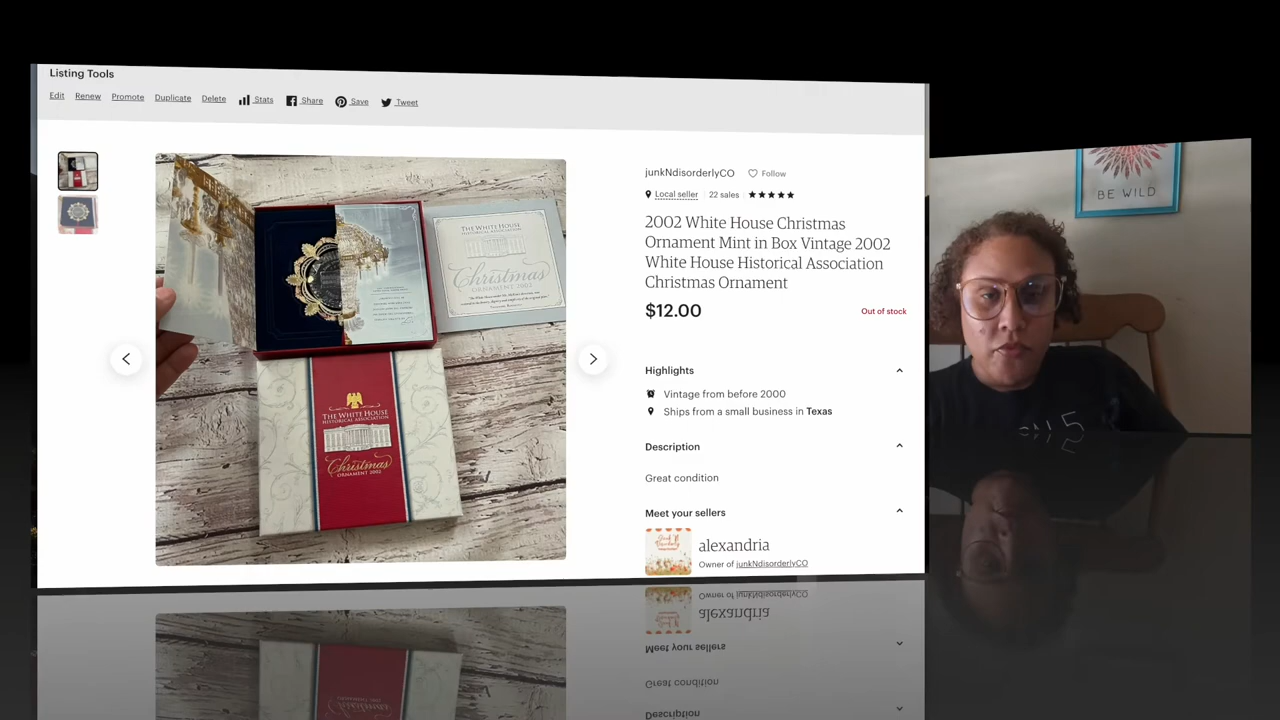 Listing Tools
Edit Renew Promote Duplicate Delete Stats Share Save Tweet
junkNdisorderlyCO Follow
Local seller 22 sales
2002 White House Christmas
Ornament Mint in Box Vintage 2002
White House Historical Association
Christmas Ornament
$12.00 Out of stock
Highlights
Vintage from before 2000
Ships from a small business in Texas
Description
Great condition
Meet your sellers
alexandria
Owner of junkNdisorderlyCO
THE WHITE HOUSE
Christmas
ORNAMENT 2002
THE WHITE HOUSE
HISTORICAL ASSOCIATION
Christmas
ORNAMENT 2002
BE WILD